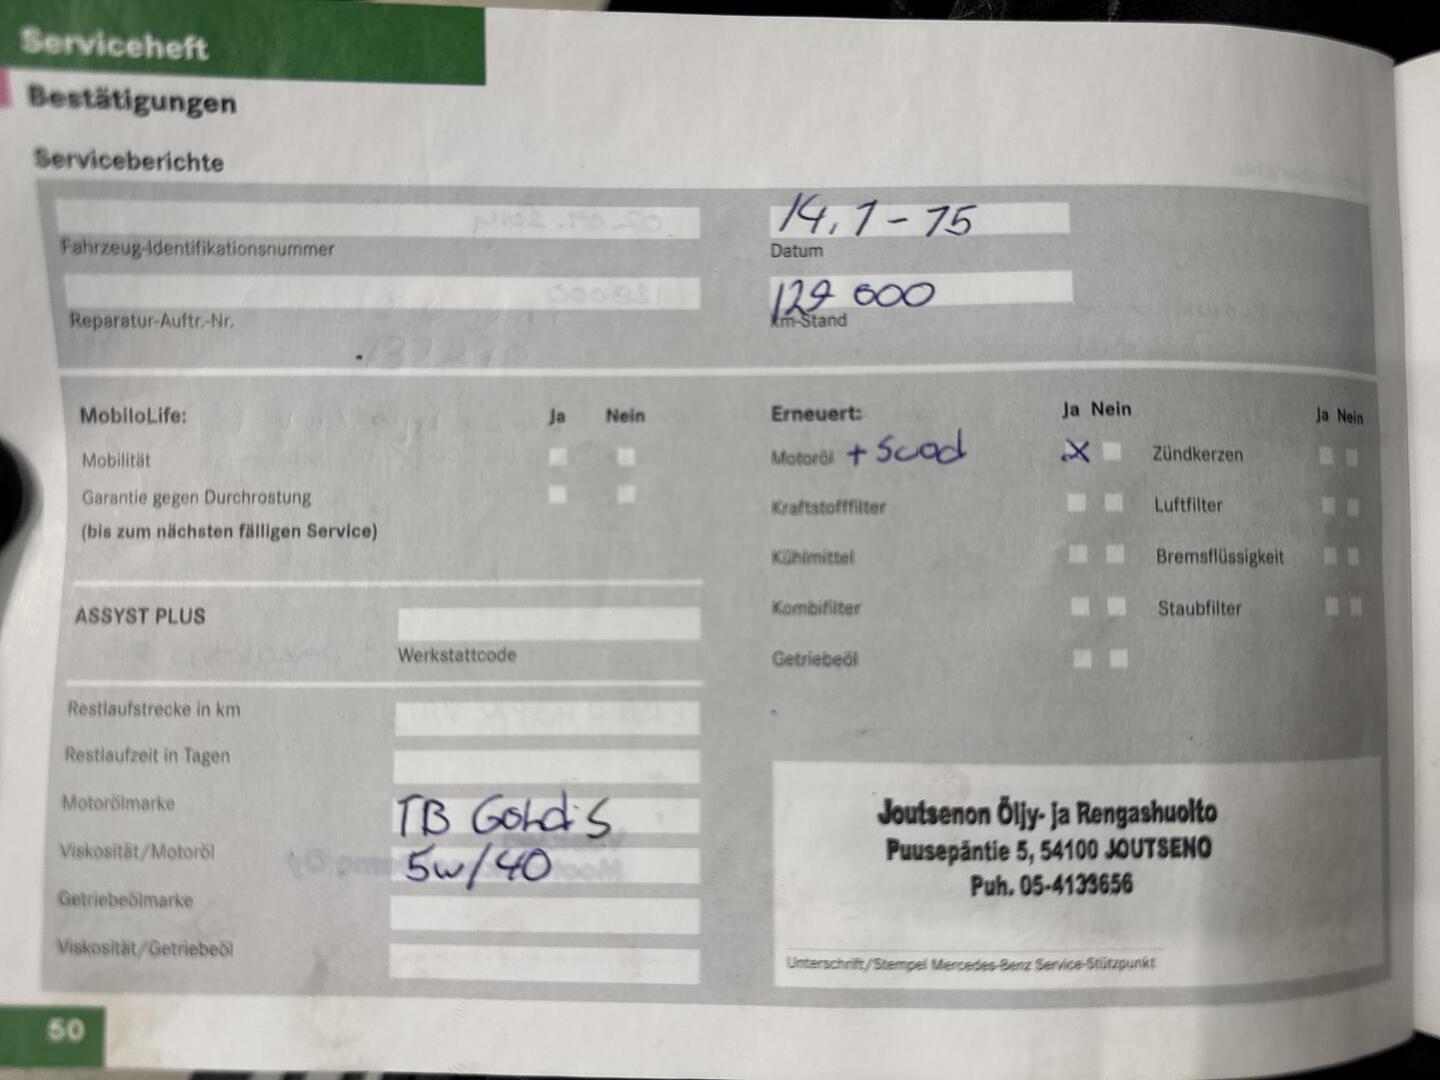 Serviceheft
Bestätigungen
Serviceberichte
14,1-15
Fahrzeug-Identifikationsnummer
Datum
129 000
Reparatur-Auftr.-Nr.
km-Stand
MobiloLife:
Ja Nein
Erneuert:
Ja Nein
Ja Nein
Mobilität
Motoröl + Suod
X
Zündkerzen
Garantie gegen Durchrostung
Kraftstofffilter
Luftfilter
(bis zum nächsten fälligen Service)
Kühlmittel
Bremsflüssigkeit
ASSYST PLUS
Kombifilter
Staubfilter
Werkstattcode
Getriebeöl
Restlaufstrecke in km
Restlaufzeit in Tagen
Motorölmarke
TB Gold S
Viskosität/Motoröl
5w/40
Getriebeölmarke
Viskosität/Getriebeöl
Joutsenon Öljy- ja Rengashuolto
Puusepäntie 5, 54100 JOUTSENO
Puh. 05-4133656
Unterschrift/Stempel Mercedes-Benz Service-Stützpunkt
50